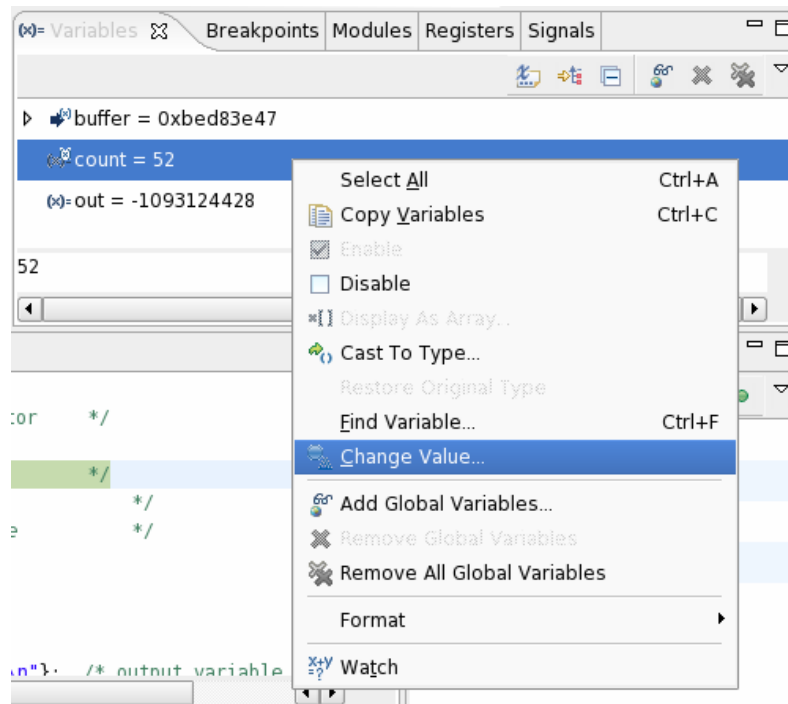 (x)= Variables Breakpoints Modules Registers Signals
buffer = 0xbed83e47
count = 52
(x)= out = -1093124428
52
Select All Ctrl+A
Copy Variables Ctrl+C
Enable
Disable
Display As Array...
Cast To Type...
Restore Original Type
Find Variable... Ctrl+F
Change Value...
Add Global Variables...
Remove Global Variables
Remove All Global Variables
Format
Watch
tor */
*/
*/
e */
\n"}; /* output variable